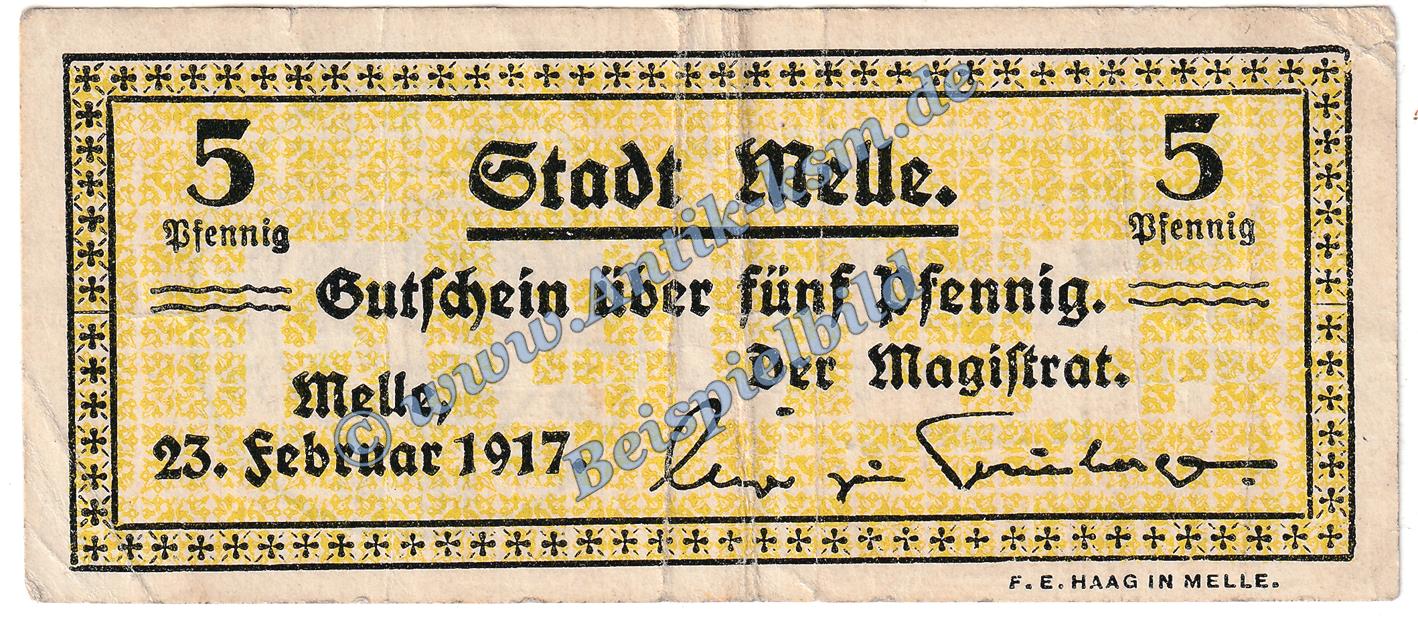 5 5
Pfennig Pfennig
Stadt Melle.
Gutschein über fünf Pfennig.
Der Magistrat.
Melle,
23. Februar 1917.
F. E. HAAG IN MELLE.
© www.Antik-ksm.de
Beispielbild